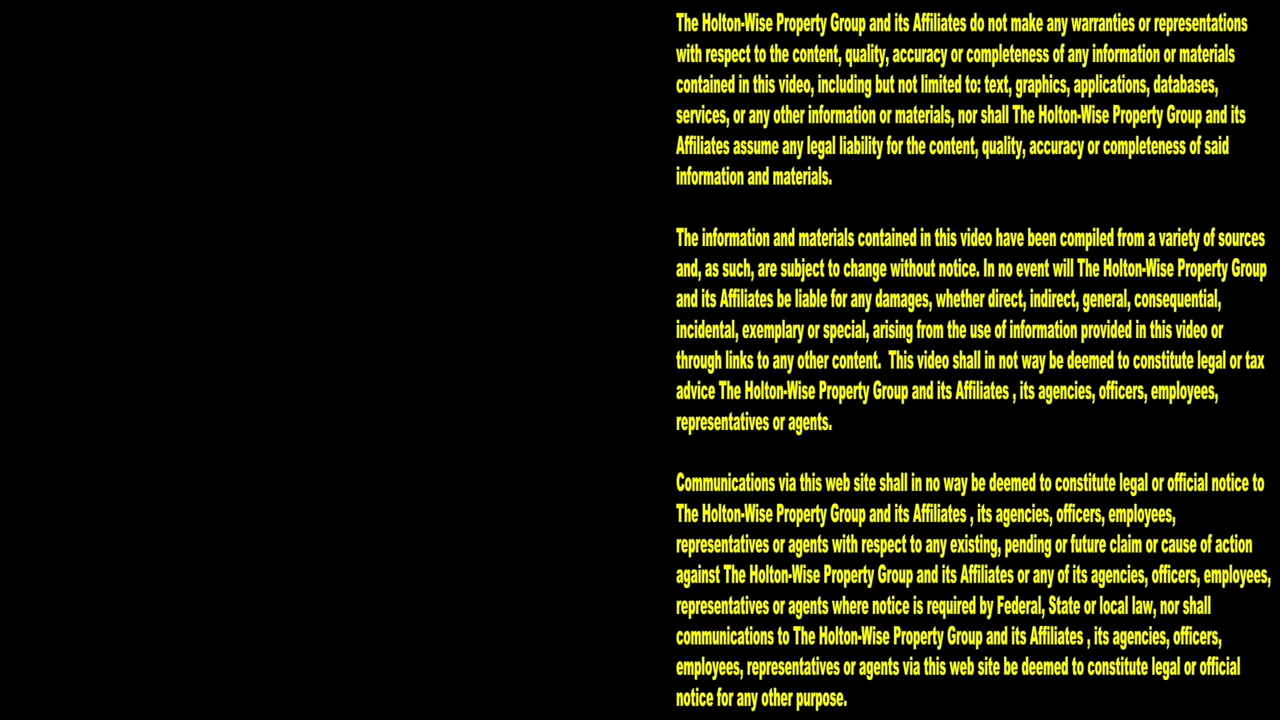 The Holton-Wise Property Group and its Affiliates do not make any warranties or representations
with respect to the content, quality, accuracy or completeness of any information or materials
contained in this video, including but not limited to: text, graphics, applications, databases,
services, or any other information or materials, nor shall The Holton-Wise Property Group and its
Affiliates assume any legal liability for the content, quality, accuracy or completeness of said
information and materials.
The information and materials contained in this video have been compiled from a variety of sources
and, as such, are subject to change without notice. In no event will The Holton-Wise Property Group
and its Affiliates be liable for any damages, whether direct, indirect, general, consequential,
incidental, exemplary or special, arising from the use of information provided in this video or
through links to any other content.  This video shall in not way be deemed to constitute legal or tax
advice The Holton-Wise Property Group and its Affiliates , its agencies, officers, employees,
representatives or agents.
Communications via this web site shall in no way be deemed to constitute legal or official notice to
The Holton-Wise Property Group and its Affiliates , its agencies, officers, employees,
representatives or agents with respect to any existing, pending or future claim or cause of action
against The Holton-Wise Property Group and its Affiliates or any of its agencies, officers, employees,
representatives or agents where notice is required by Federal, State or local law, nor shall
communications to The Holton-Wise Property Group and its Affiliates , its agencies, officers,
employees, representatives or agents via this web site be deemed to constitute legal or official
notice for any other purpose.